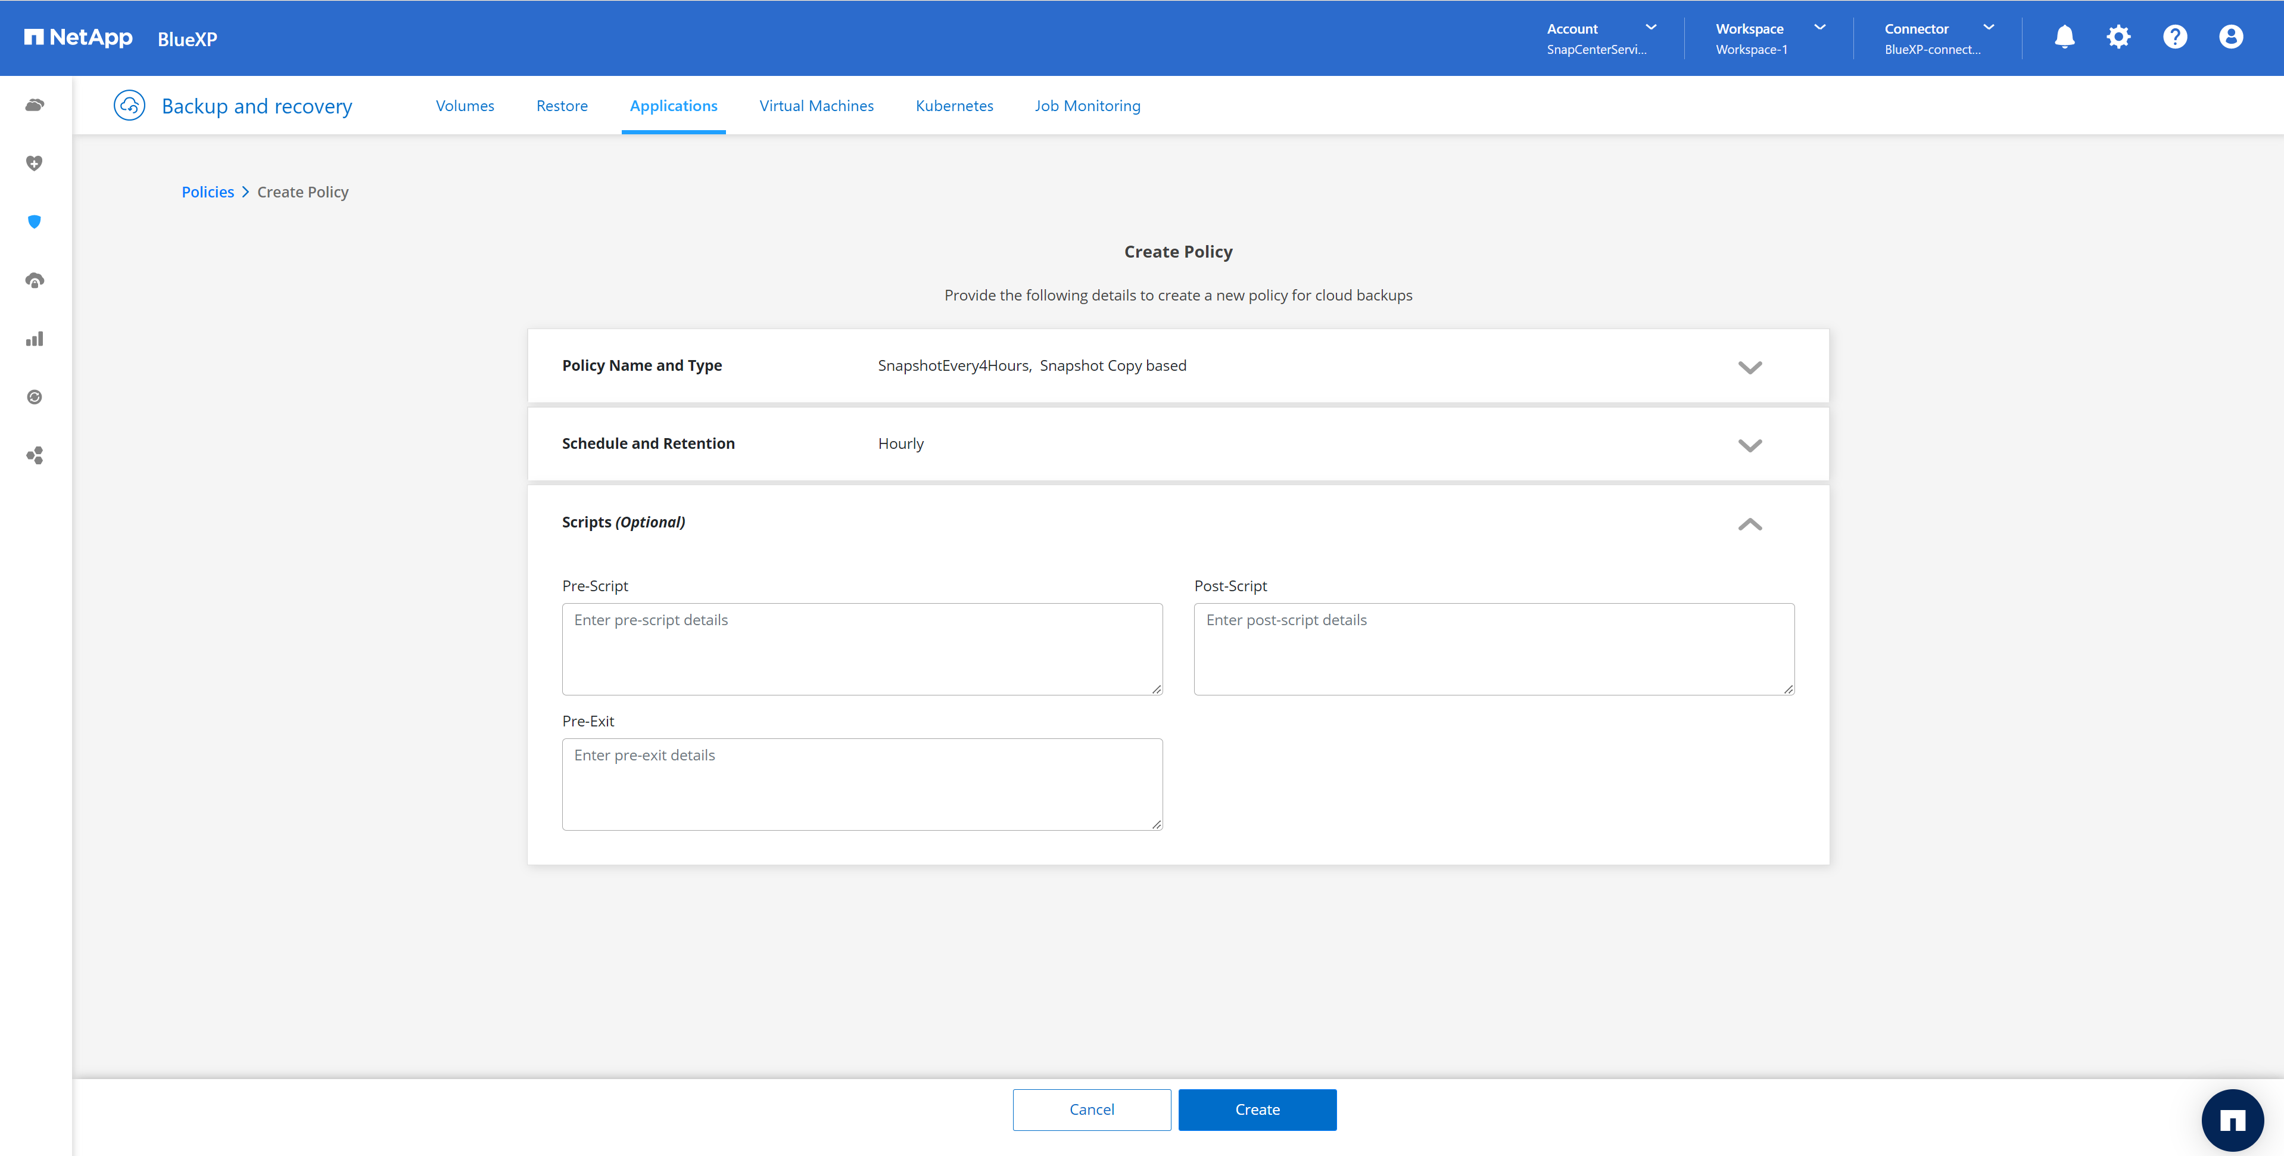 NetApp BlueXP
Account
SnapCenterServi...
Workspace
Workspace-1
Connector
BlueXP-connect...
Backup and recovery
Volumes
Restore
Applications
Virtual Machines
Kubernetes
Job Monitoring
Policies > Create Policy
Create Policy
Provide the following details to create a new policy for cloud backups
Policy Name and Type
SnapshotEvery4Hours, Snapshot Copy based
Schedule and Retention
Hourly
Scripts (Optional)
Pre-Script
Post-Script
Enter pre-script details
Enter post-script details
Pre-Exit
Enter pre-exit details
Cancel
Create